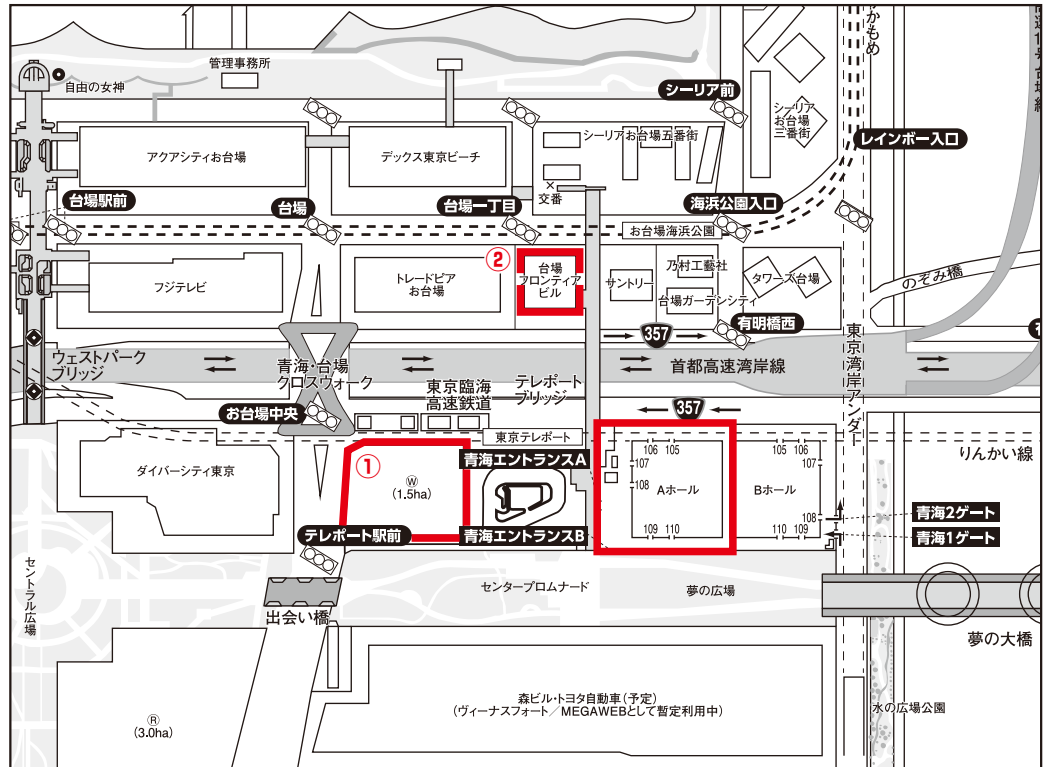 管理事務所
自由の女神
シーリア前
シーリア
お台場
三番街
シーリアお台場五番街
レインボー入口
アクアシティお台場
デックス東京ビーチ
交番
台場駅前
台場
台場一丁目
海浜公園入口
お台場海浜公園
②
台場
フロンティア
ビル
フジテレビ
トレードピア
お台場
サントリー
乃村工藝社
台場ガーデンシティ
タワーズ台場
のぞみ橋
有明橋西
357
ウェストパーク
ブリッジ
青海・台場
クロスウォーク
東京臨海
高速鉄道
テレポート
ブリッジ
首都高速湾岸線
東京湾岸アンダー
357
お台場中央
東京テレポート
りんかい線
ダイバーシティ東京
①
Ⓦ
(1.5ha)
青海エントランスA
青海エントランスB
106 105
107
108
Aホール
109 110
105 106
107
Bホール
108
110 109
青海2ゲート
青海1ゲート
テレポート駅前
セントラル広場
センタープロムナード
夢の広場
出会い橋
夢の大橋
森ビル・トヨタ自動車(予定)
(ヴィーナスフォート/MEGAWEBとして暫定利用中)
Ⓡ
(3.0ha)
水の広場公園